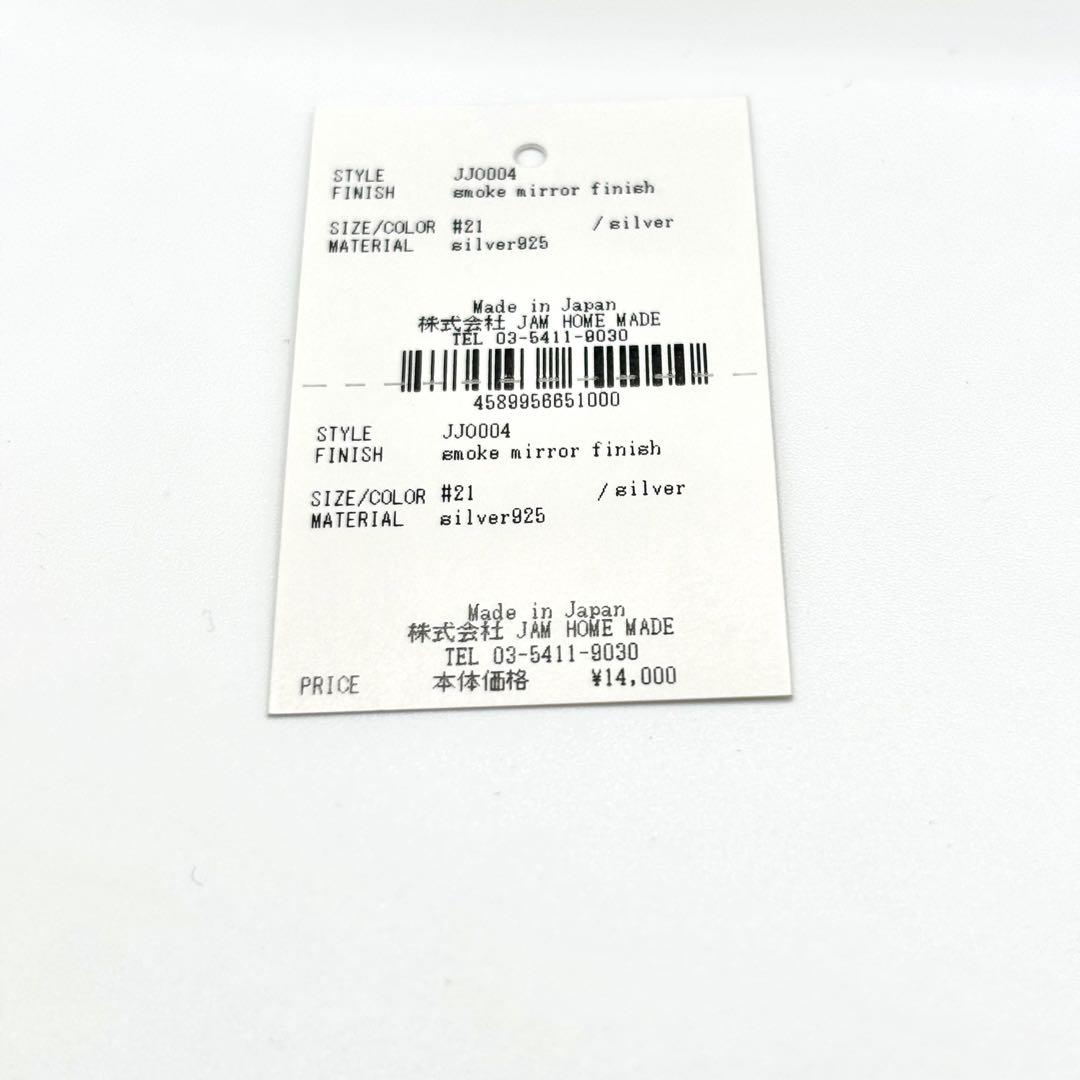 STYLE JJ0004
FINISH smoke mirror finish
SIZE/COLOR #21 /silver
MATERIAL silver925
Made in Japan
株式会社 JAM HOME MADE
TEL 03-5411-9030
4589956651000
STYLE JJ0004
FINISH smoke mirror finish
SIZE/COLOR #21 /silver
MATERIAL silver925
Made in Japan
株式会社 JAM HOME MADE
TEL 03-5411-9030
PRICE 本体価格 ¥14,000